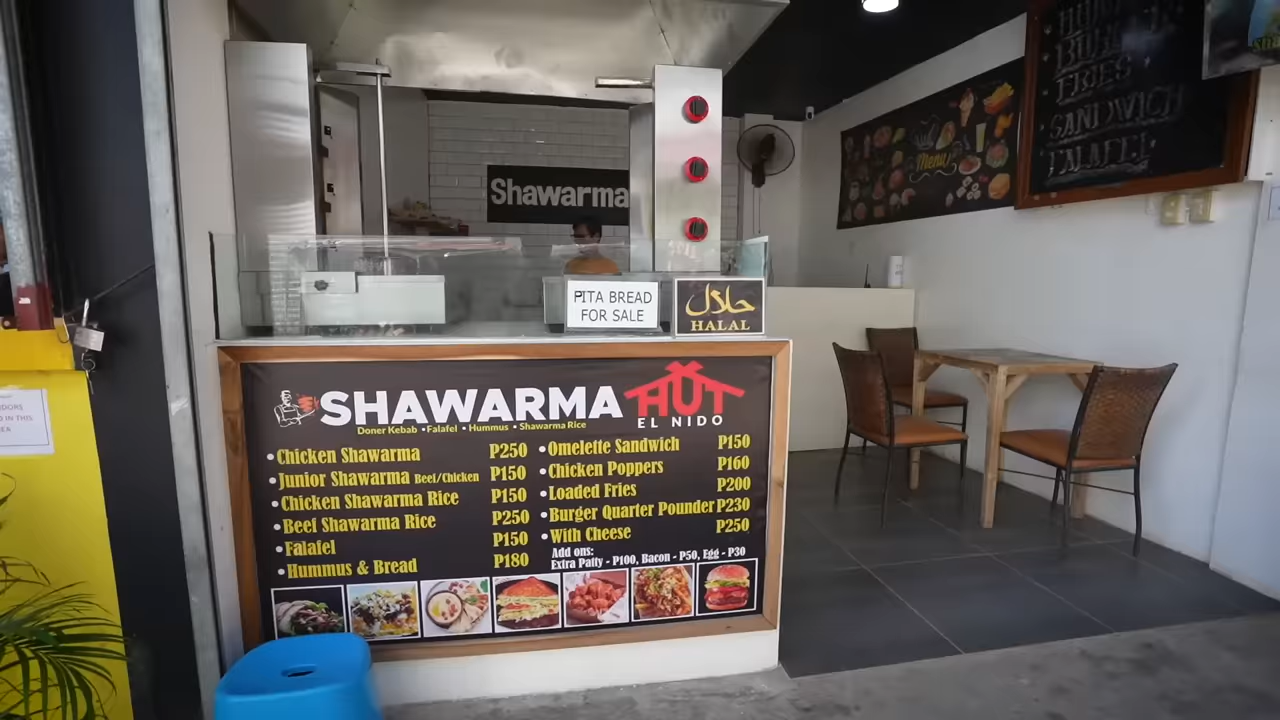 Shawarma
Menu
BURGER
FRIES
SANDWICH
FALAFEL
PITA BREAD
FOR SALE
حلال
HALAL
SHAWARMA HUT
EL NIDO
Doner Kebab • Falafel • Hummus • Shawarma Rice
• Chicken Shawarma P250
• Junior Shawarma Beef/Chicken P150
• Chicken Shawarma Rice P150
• Beef Shawarma Rice P250
• Falafel P150
• Hummus & Bread P180
• Omelette Sandwich P150
• Chicken Poppers P160
• Loaded Fries P200
• Burger Quarter Pounder P230
• With Cheese P250
Add ons:
Extra Patty - P100, Bacon - P50, Egg - P30